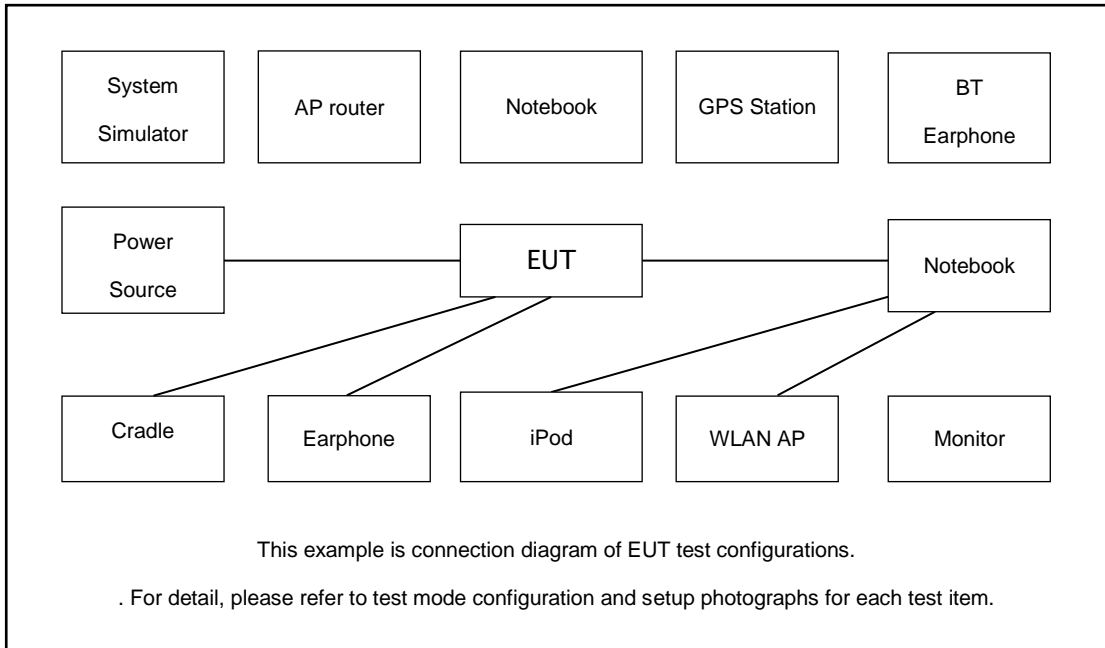 System
Simulator
AP router
Notebook
GPS Station
BT
Earphone
Power
Source
EUT
Notebook
Cradle
Earphone
iPod
WLAN AP
Monitor
This example is connection diagram of EUT test configurations.
. For detail, please refer to test mode configuration and setup photographs for each test item.